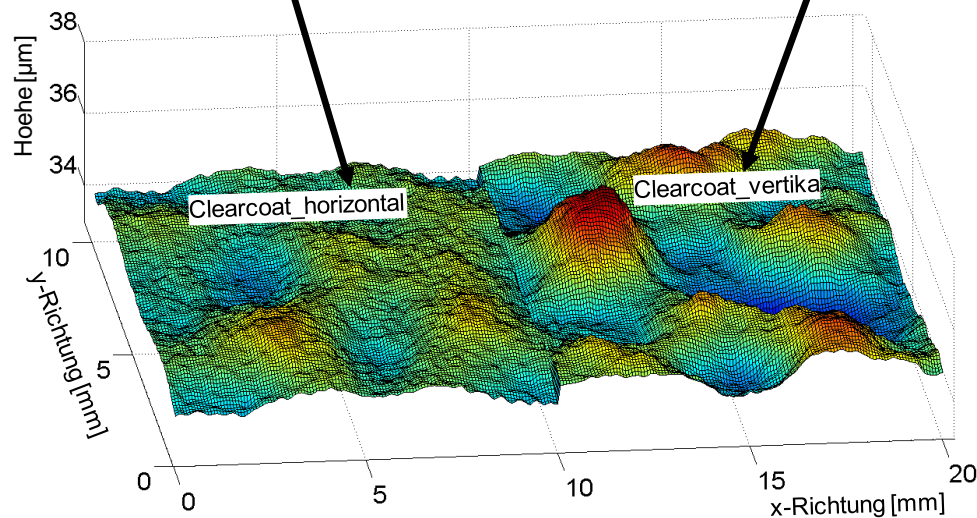 38
36
34
Hoehe [µm]
Clearcoat_horizontal
Clearcoat_vertika
10
5
0
y-Richtung [mm]
0
5
10
15
20
x-Richtung [mm]